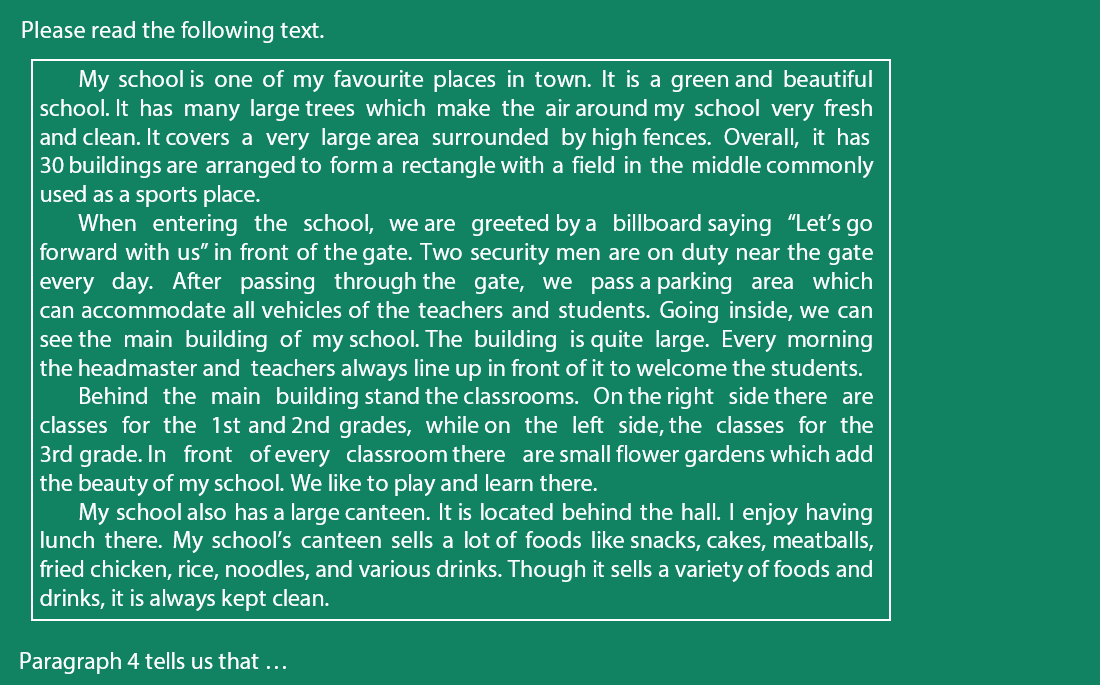 Please read the following text.
My school is one of my favourite places in town. It is a green and beautiful
school. It has many large trees which make the air around my school very fresh
and clean. It covers a very large area surrounded by high fences. Overall, it has
30 buildings are arranged to form a rectangle with a field in the middle commonly
used as a sports place.
When entering the school, we are greeted by a billboard saying “Let’s go
forward with us” in front of the gate. Two security men are on duty near the gate
every day. After passing through the gate, we pass a parking area which
can accommodate all vehicles of the teachers and students. Going inside, we can
see the main building of my school. The building is quite large. Every morning
the headmaster and teachers always line up in front of it to welcome the students.
Behind the main building stand the classrooms. On the right side there are
classes for the 1st and 2nd grades, while on the left side, the classes for the
3rd grade. In front of every classroom there are small flower gardens which add
the beauty of my school. We like to play and learn there.
My school also has a large canteen. It is located behind the hall. I enjoy having
lunch there. My school’s canteen sells a lot of foods like snacks, cakes, meatballs,
fried chicken, rice, noodles, and various drinks. Though it sells a variety of foods and
drinks, it is always kept clean.
Paragraph 4 tells us that …